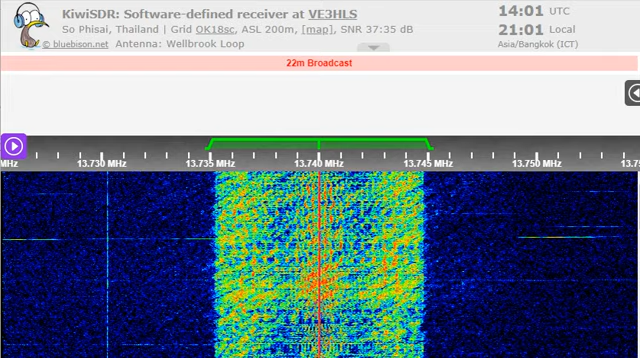 KiwiSDR: Software-defined receiver at VE3HLS
14:01 UTC
So Phisai, Thailand | Grid OK18sc, ASL 200m, [map], SNR 37:35 dB
21:01 Local
© bluebison.net Antenna: Wellbrook Loop
Asia/Bangkok (ICT)
22m Broadcast
MHz 13.730 MHz 13.735 MHz 13.740 MHz 13.745 MHz 13.750 MHz 13.75